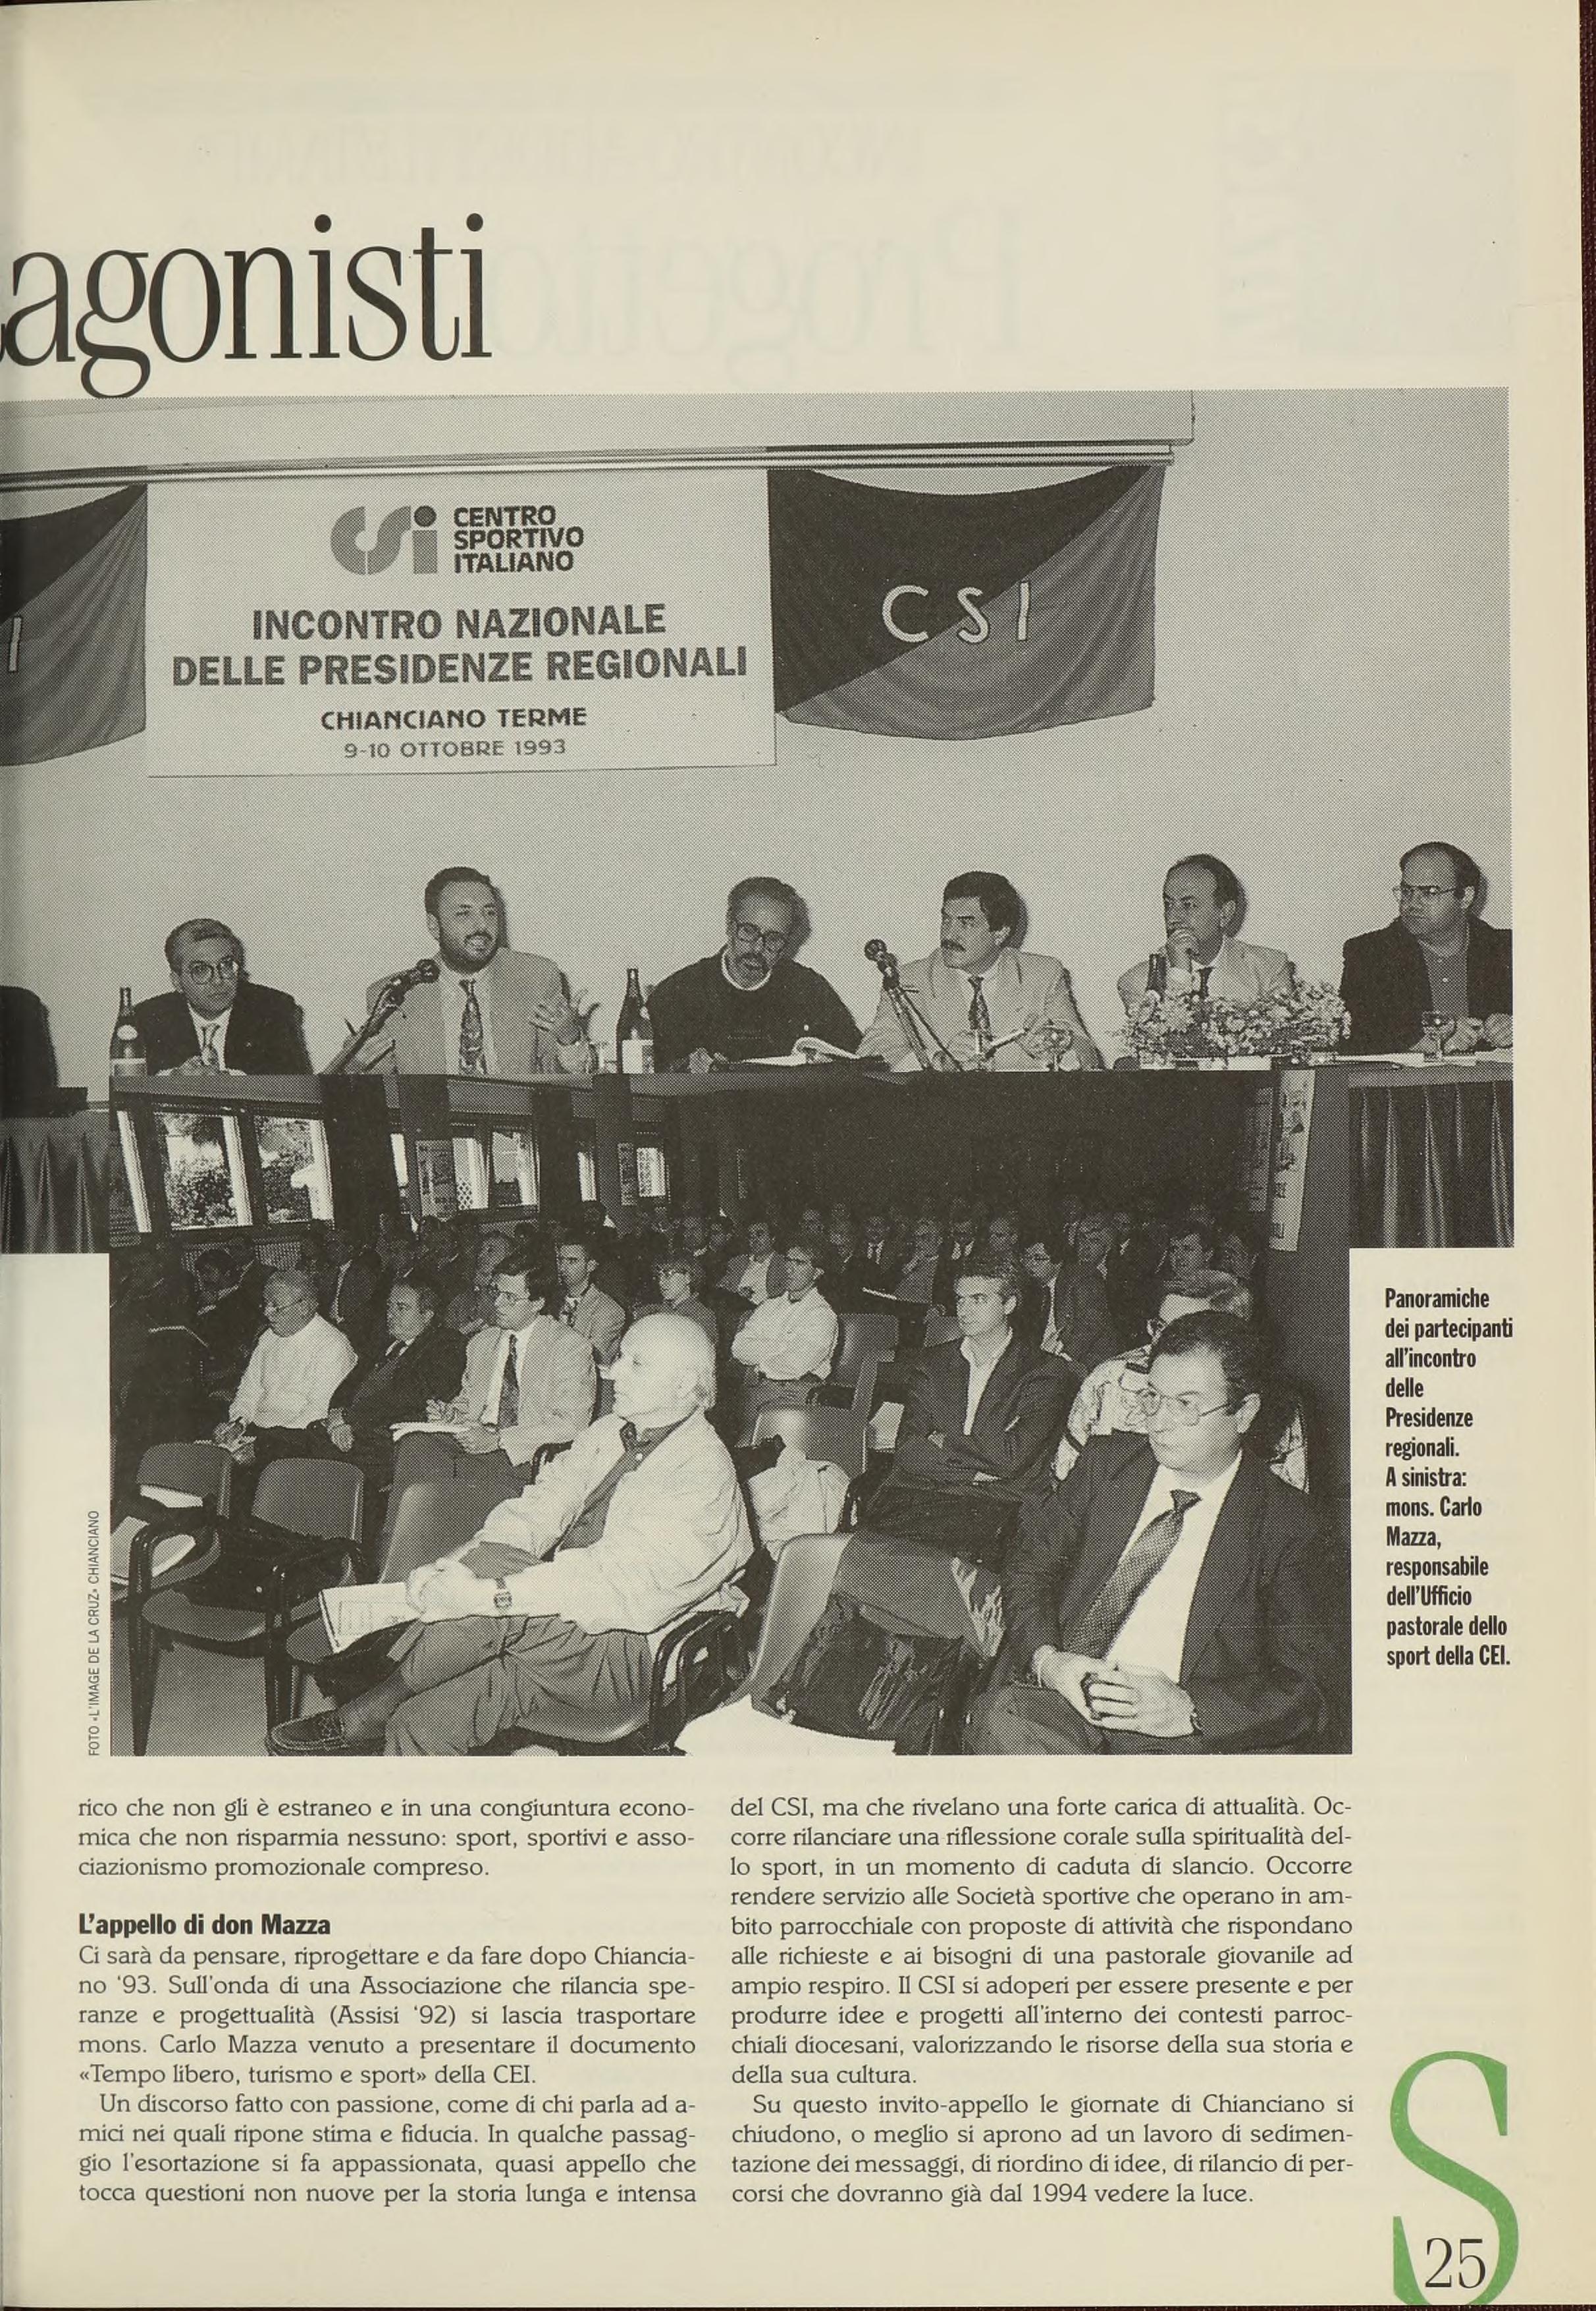 agonisti
CSi CENTRO
SPORTIVO
ITALIANO
INCONTRO NAZIONALE
DELLE PRESIDENZE REGIONALI
CHIANCIANO TERME
9-10 OTTOBRE 1993
I
CSI
Panoramiche
dei partecipanti
all'incontro
delle
Presidenze
regionali.
A sinistra:
mons. Carlo
Mazza,
responsabile
dell'Ufficio
pastorale dello
sport della CEI.
FOTO «L'IMAGE DE LA CRUZ» CHIANCIANO
rico che non gli è estraneo e in una congiuntura econo-
mica che non risparmia nessuno: sport, sportivi e asso-
ciazionismo promozionale compreso.
L'appello di don Mazza
Ci sarà da pensare, riprogettare e da fare dopo Chiancia-
no '93. Sull'onda di una Associazione che rilancia spe-
ranze e progettualità (Assisi '92) si lascia trasportare
mons. Carlo Mazza venuto a presentare il documento
«Tempo libero, turismo e sport» della CEI.
Un discorso fatto con passione, come di chi parla ad a-
mici nei quali ripone stima e fiducia. In qualche passag-
gio l'esortazione si fa appassionata, quasi appello che
tocca questioni non nuove per la storia lunga e intensa
del CSI, ma che rivelano una forte carica di attualità. Oc-
corre rilanciare una riflessione corale sulla spiritualità del-
lo sport, in un momento di caduta di slancio. Occorre
rendere servizio alle Società sportive che operano in am-
bito parrocchiale con proposte di attività che rispondano
alle richieste e ai bisogni di una pastorale giovanile ad
ampio respiro. Il CSI si adoperi per essere presente e per
produrre idee e progetti all'interno dei contesti parroc-
chiali diocesani, valorizzando le risorse della sua storia e
della sua cultura.
Su questo invito-appello le giornate di Chianciano si
chiudono, o meglio si aprono ad un lavoro di sedimen-
tazione dei messaggi, di riordino di idee, di rilancio di per-
corsi che dovranno già dal 1994 vedere la luce.
S
25